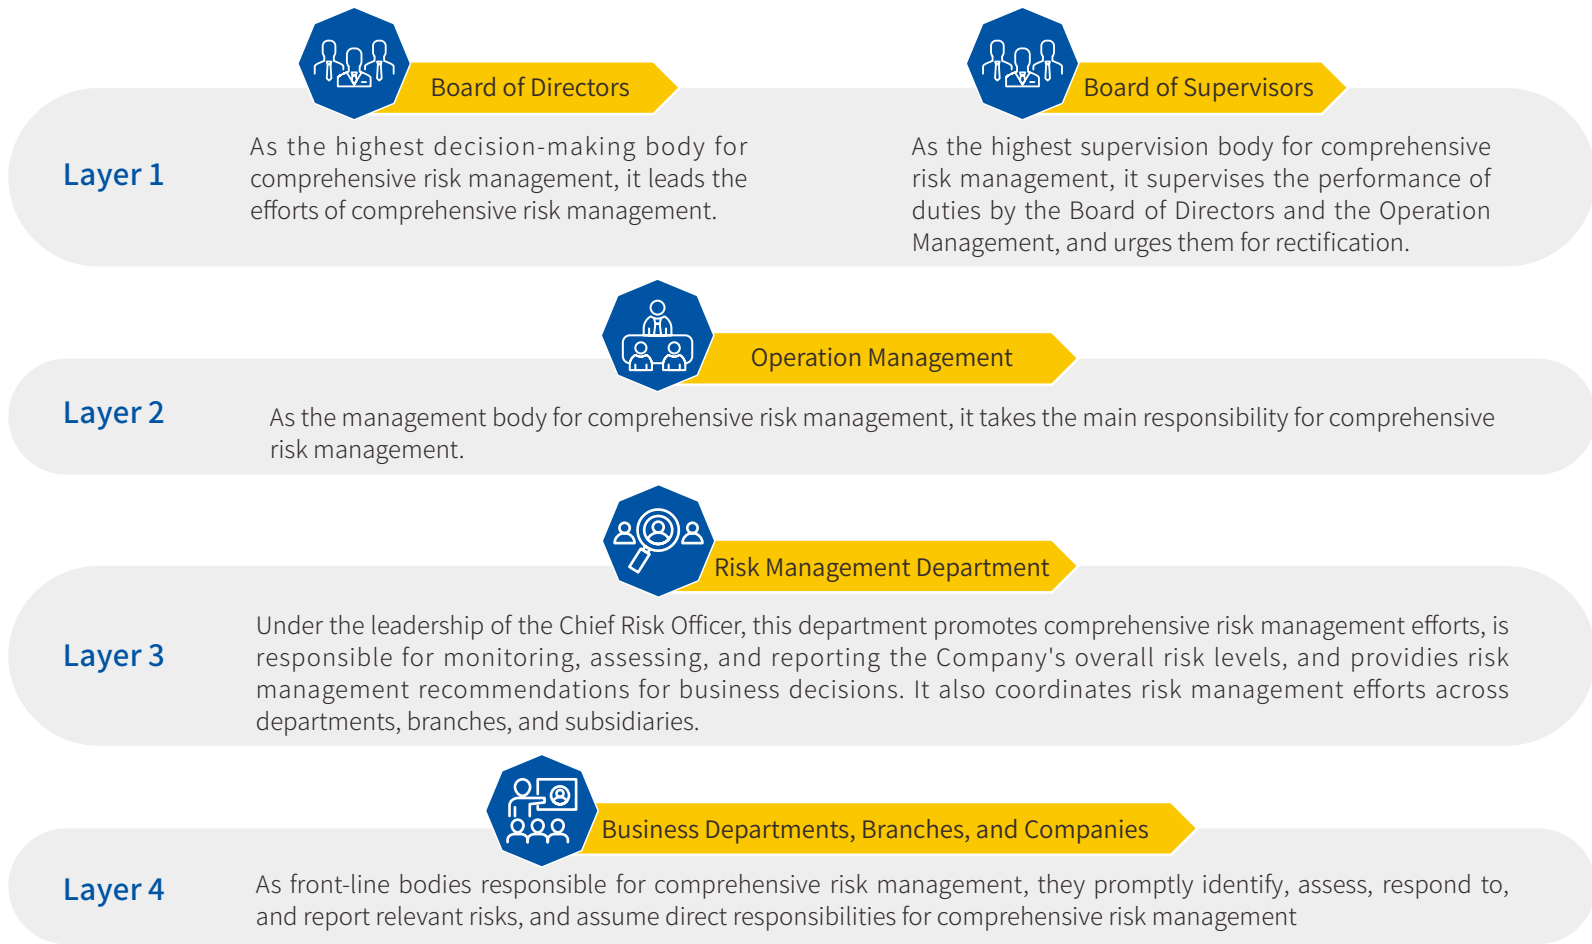 Board of Directors
Board of Supervisors
Layer 1
As the highest decision-making body for
comprehensive risk management, it leads the
efforts of comprehensive risk management.
As the highest supervision body for comprehensive
risk management, it supervises the performance of
duties by the Board of Directors and the Operation
Management, and urges them for rectification.
Operation Management
Layer 2
As the management body for comprehensive risk management, it takes the main responsibility for comprehensive
risk management.
Risk Management Department
Layer 3
Under the leadership of the Chief Risk Officer, this department promotes comprehensive risk management efforts, is
responsible for monitoring, assessing, and reporting the Company's overall risk levels, and providies risk
management recommendations for business decisions. It also coordinates risk management efforts across
departments, branches, and subsidiaries.
Business Departments, Branches, and Companies
Layer 4
As front-line bodies responsible for comprehensive risk management, they promptly identify, assess, respond to,
and report relevant risks, and assume direct responsibilities for comprehensive risk management